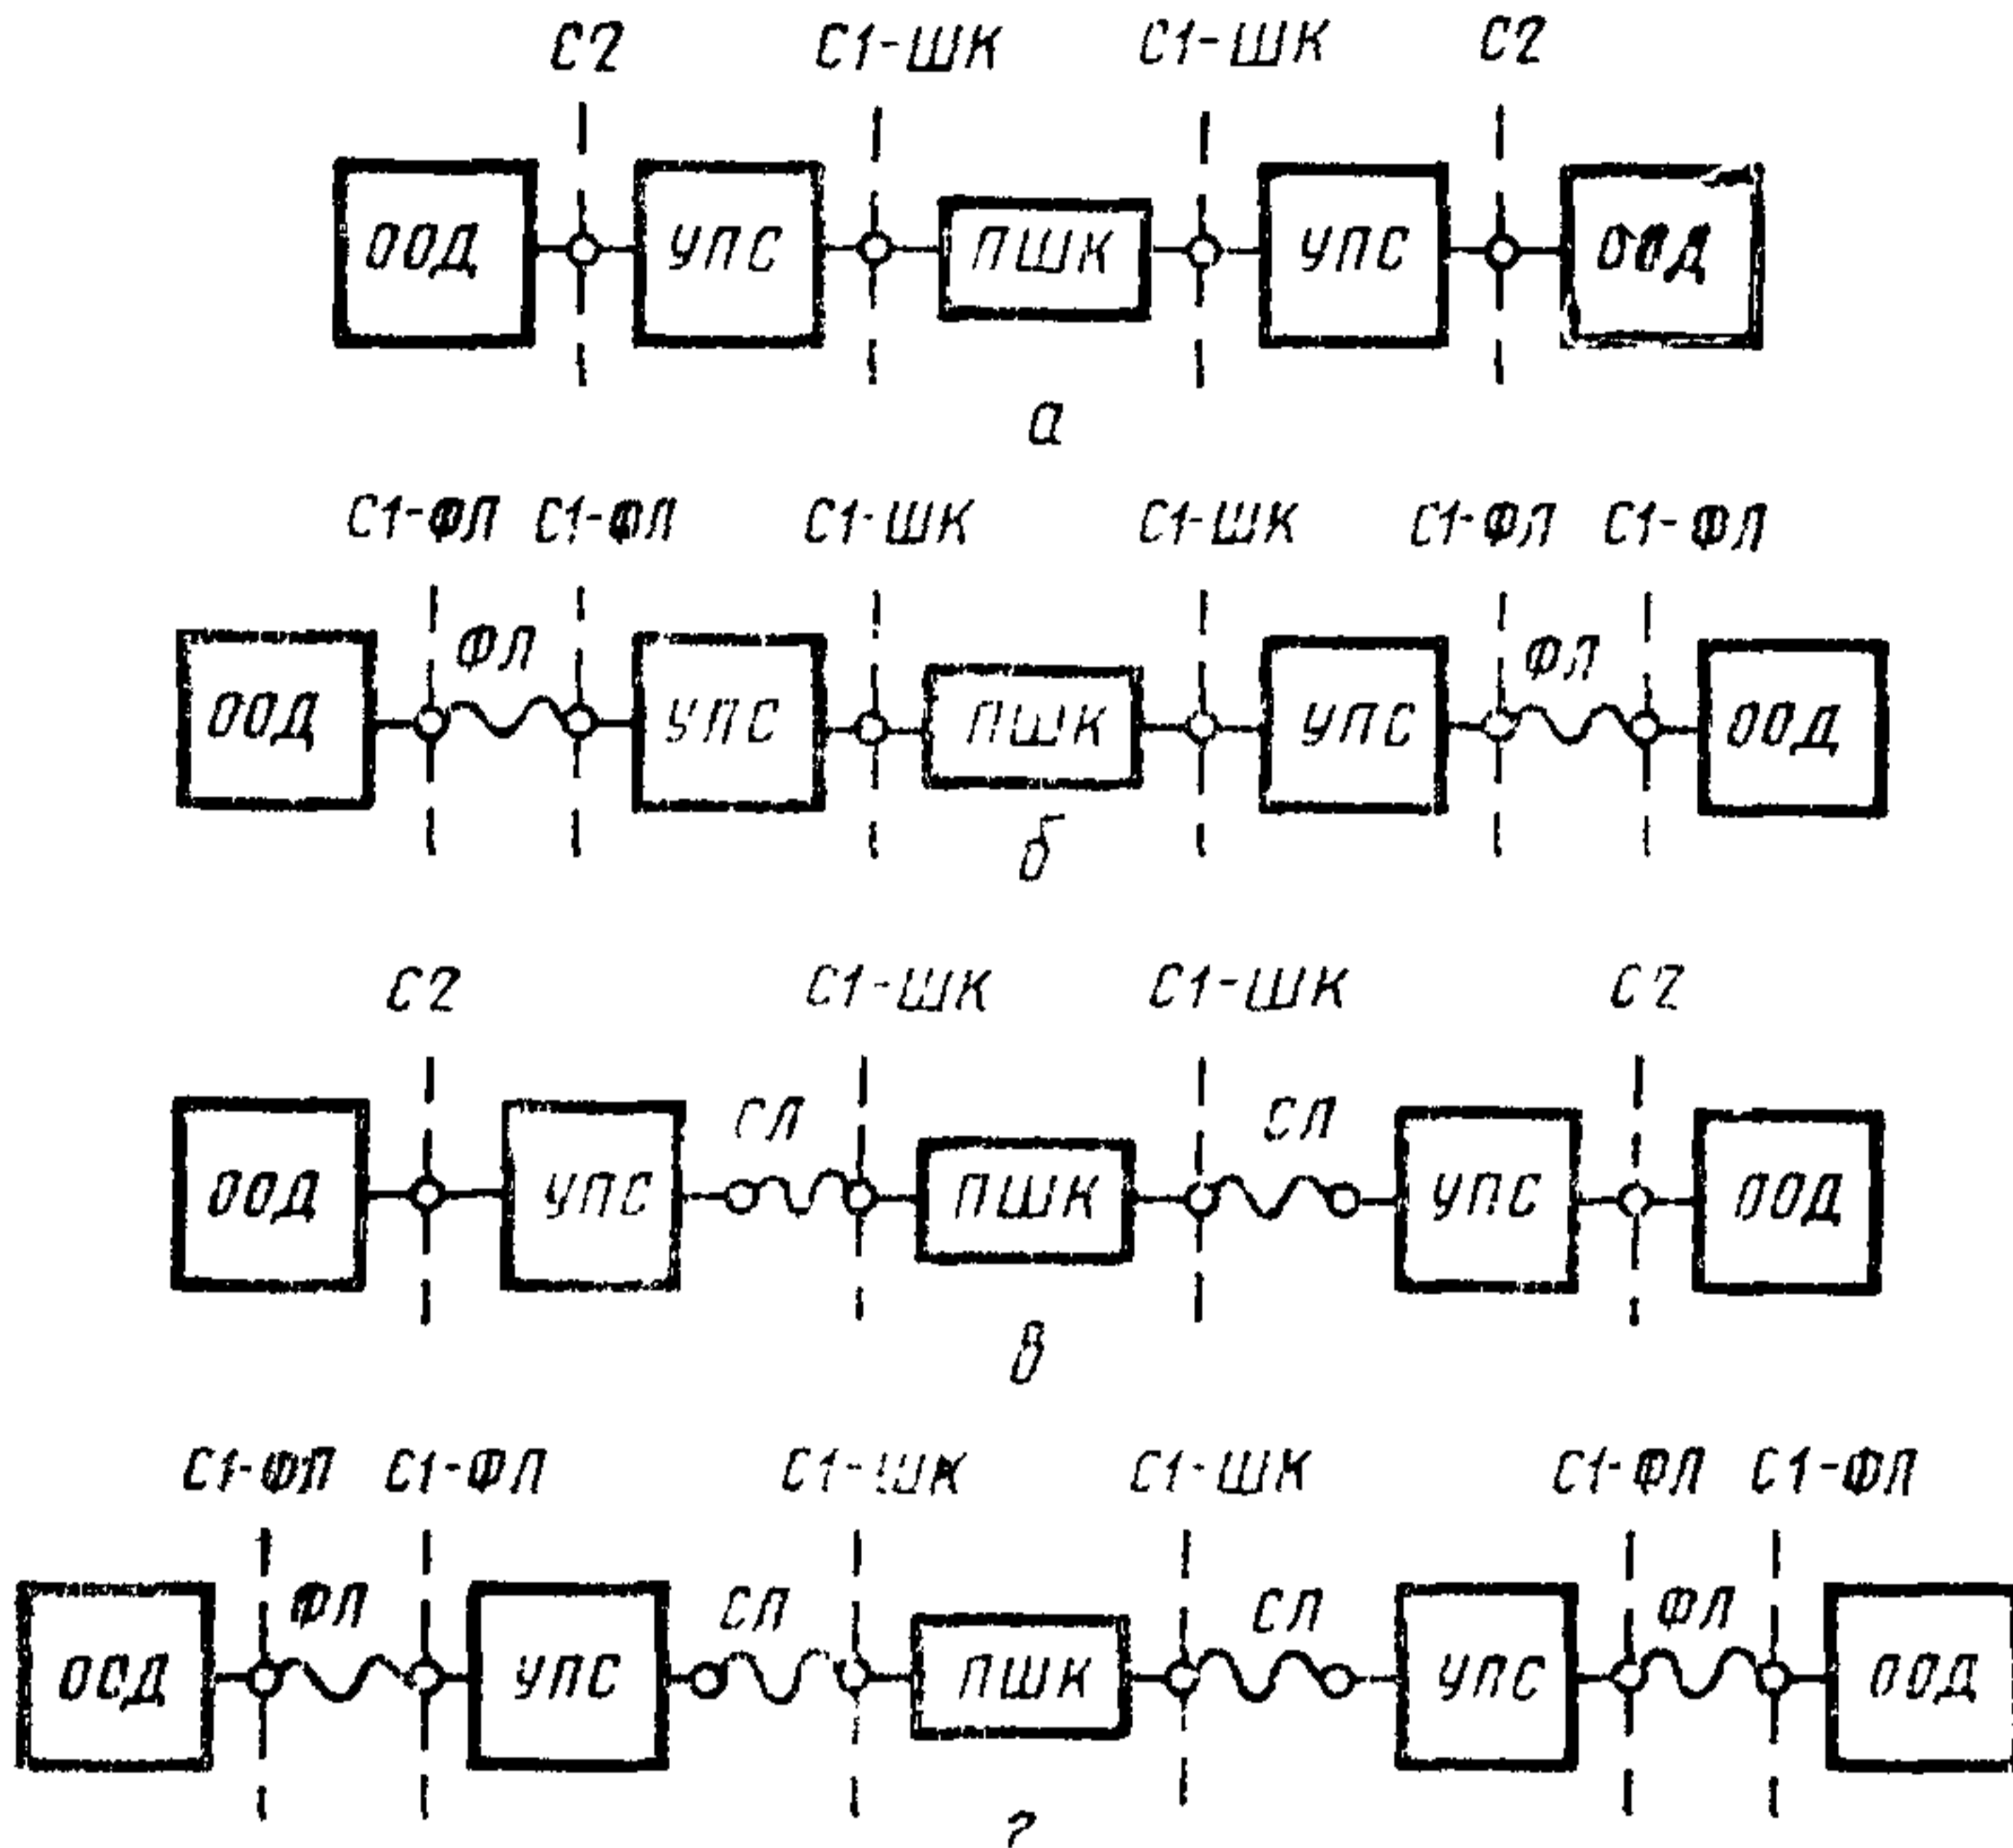 С2 С1-ШК С1-ШК С2
ООД УПС ПШК УПС ООД
а
С1-ФЛ С1-ФЛ С1-ШК С1-ШК С1-ФЛ С1-ФЛ
ФЛ ФЛ
ООД УПС ПШК УПС ООД
б
С2 С1-ШК С1-ШК С2
СЛ СЛ
ООД УПС ПШК УПС ООД
в
С1-ФЛ С1-ФЛ С1-ШК С1-ШК С1-ФЛ С1-ФЛ
ФЛ СЛ СЛ ФЛ
ООД УПС ПШК УПС ООД
г